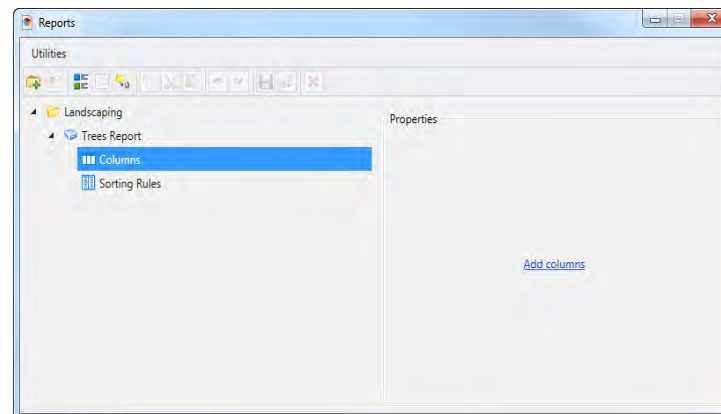 Reports
Utilities
Landscaping
Trees Report
Columns
Sorting Rules
Properties
Add columns